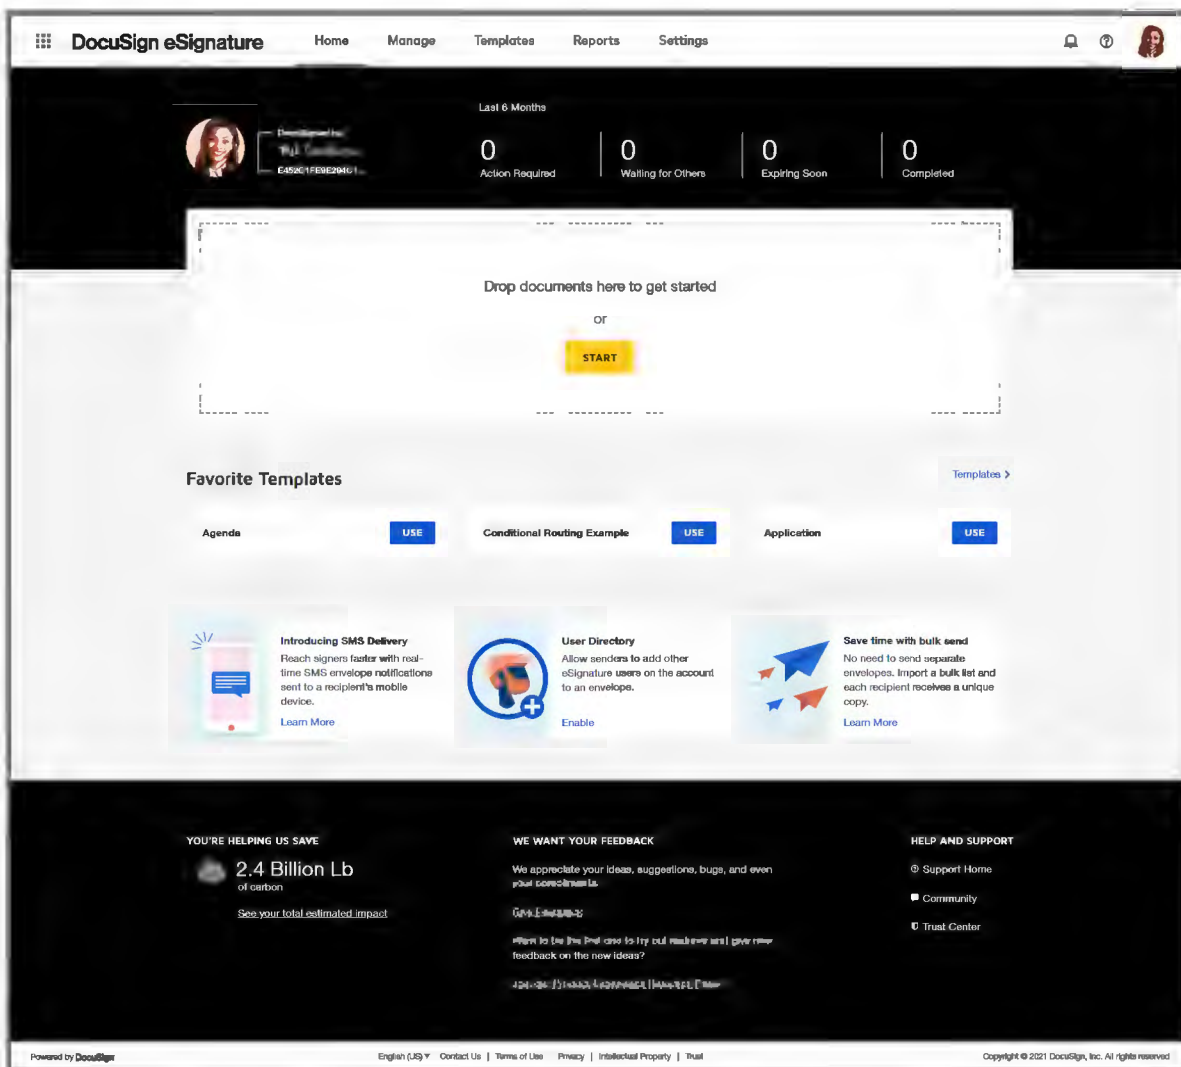 DocuSign eSignature Home Manage Templates Reports Settings
Last 6 Months
0 0 0 0
Action Required Waiting for Others Expiring Soon Completed
Drop documents here to get started
or
START
Favorite Templates
Templates >
Agenda USE Conditional Routing Example USE Application USE
Introducing SMS Delivery
Reach signers faster with real-
time SMS envelope notifications
sent to a recipient's mobile
device.
Learn More
User Directory
Allow senders to add other
eSignature users on the account
to an envelope.
Enable
Save time with bulk send
No need to send separate
envelopes. Import a bulk list and
each recipient receives a unique
copy.
Learn More
YOU'RE HELPING US SAVE
2.4 Billion Lb
of carbon
See your total estimated impact
WE WANT YOUR FEEDBACK
We appreciate your ideas, suggestions, bugs, and even
your compliments.
feedback on the new ideas?
HELP AND SUPPORT
Support Home
Community
Trust Center
Powered by DocuSign
English (US) ▼ Contact Us | Terms of Use Privacy | Intellectual Property | Trust
Copyright © 2021 DocuSign, Inc. All rights reserved